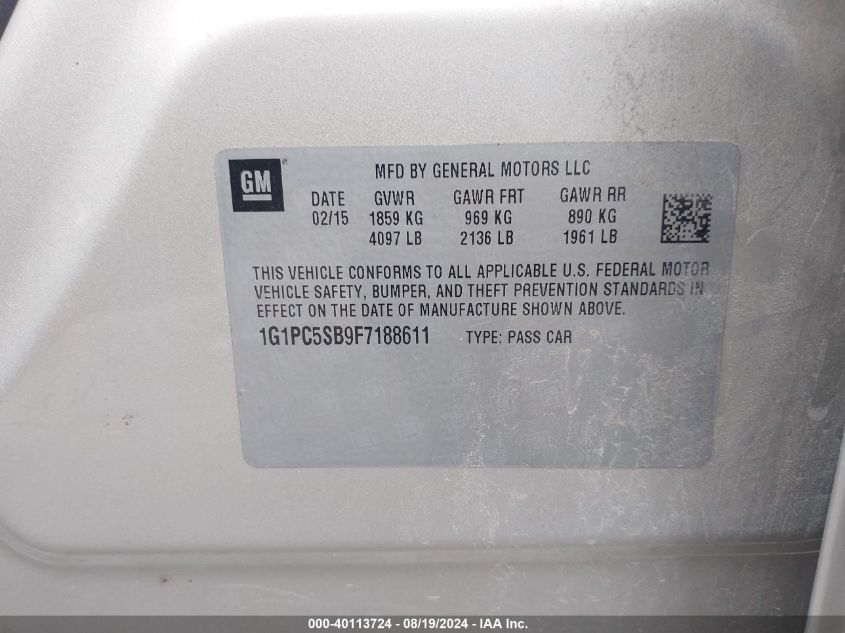 GM®
MFD BY GENERAL MOTORS LLC
DATE GVWR GAWR FRT GAWR RR
02/15 1859 KG 969 KG 890 KG
4097 LB 2136 LB 1961 LB
THIS VEHICLE CONFORMS TO ALL APPLICABLE U.S. FEDERAL MOTOR
VEHICLE SAFETY, BUMPER, AND THEFT PREVENTION STANDARDS IN
EFFECT ON THE DATE OF MANUFACTURE SHOWN ABOVE.
1G1PC5SB9F7188611 TYPE: PASS CAR
000-40113724 - 08/19/2024 - IAA Inc.